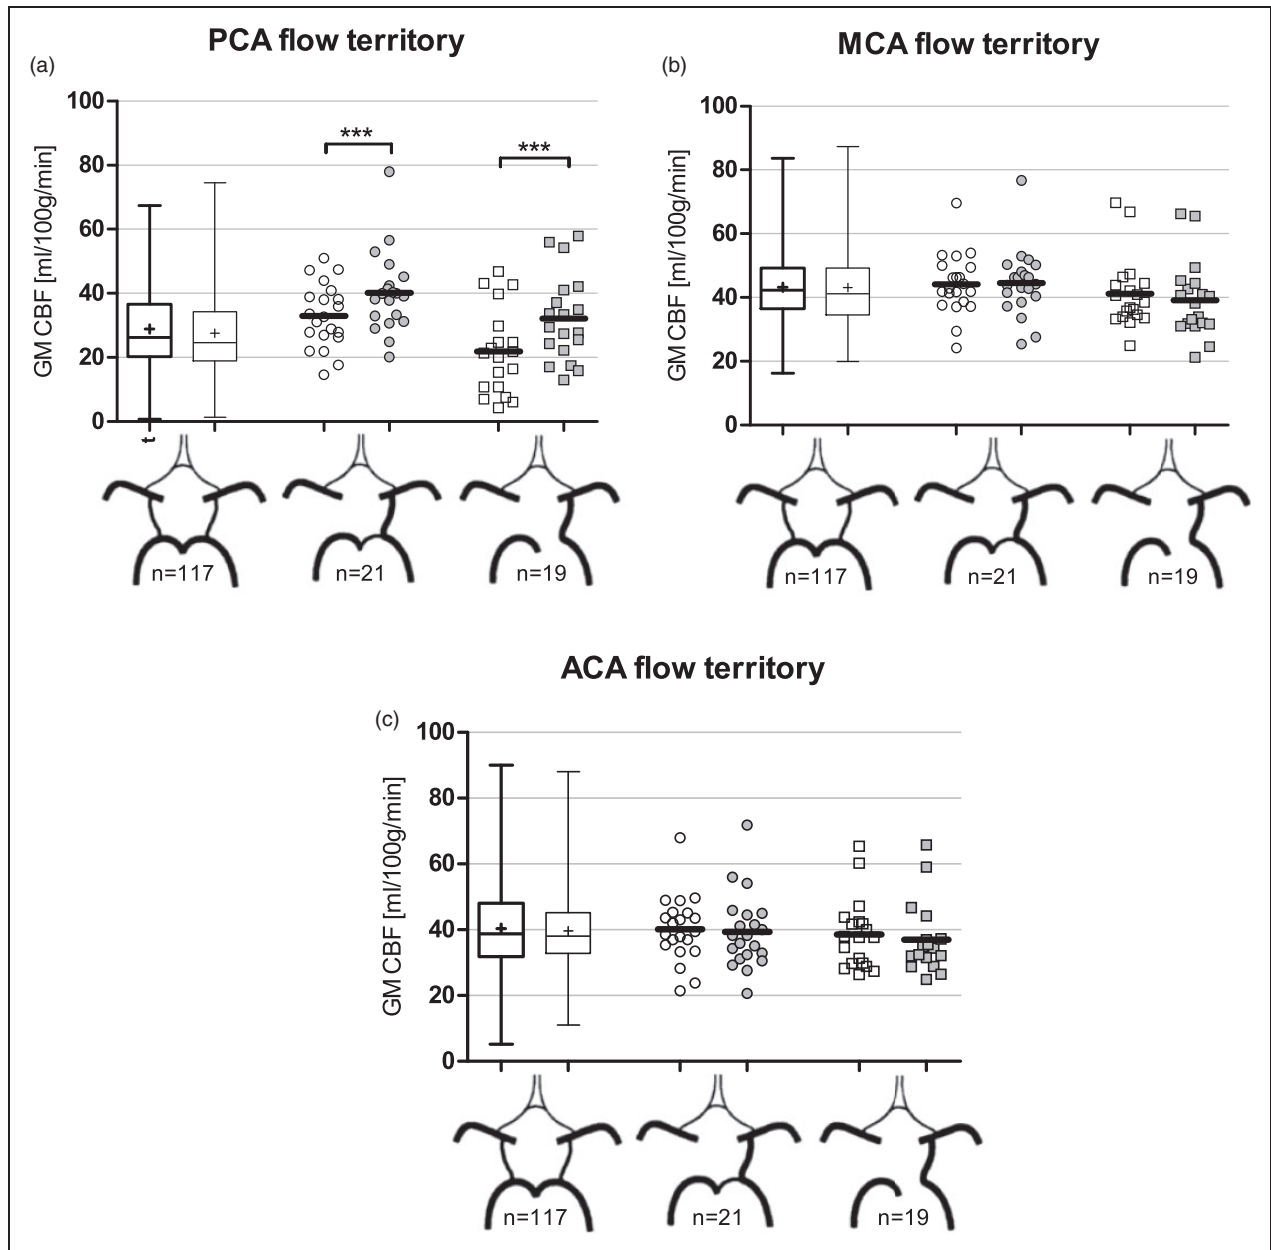 PCA flow territory
(a)
GM CBF [ml/100g/min]
100
80
60
40
20
0
***
***
n=117
n=21
n=19
MCA flow territory
(b)
GM CBF [ml/100g/min]
100
80
60
40
20
0
n=117
n=21
n=19
ACA flow territory
(c)
GM CBF [ml/100g/min]
100
80
60
40
20
0
n=117
n=21
n=19